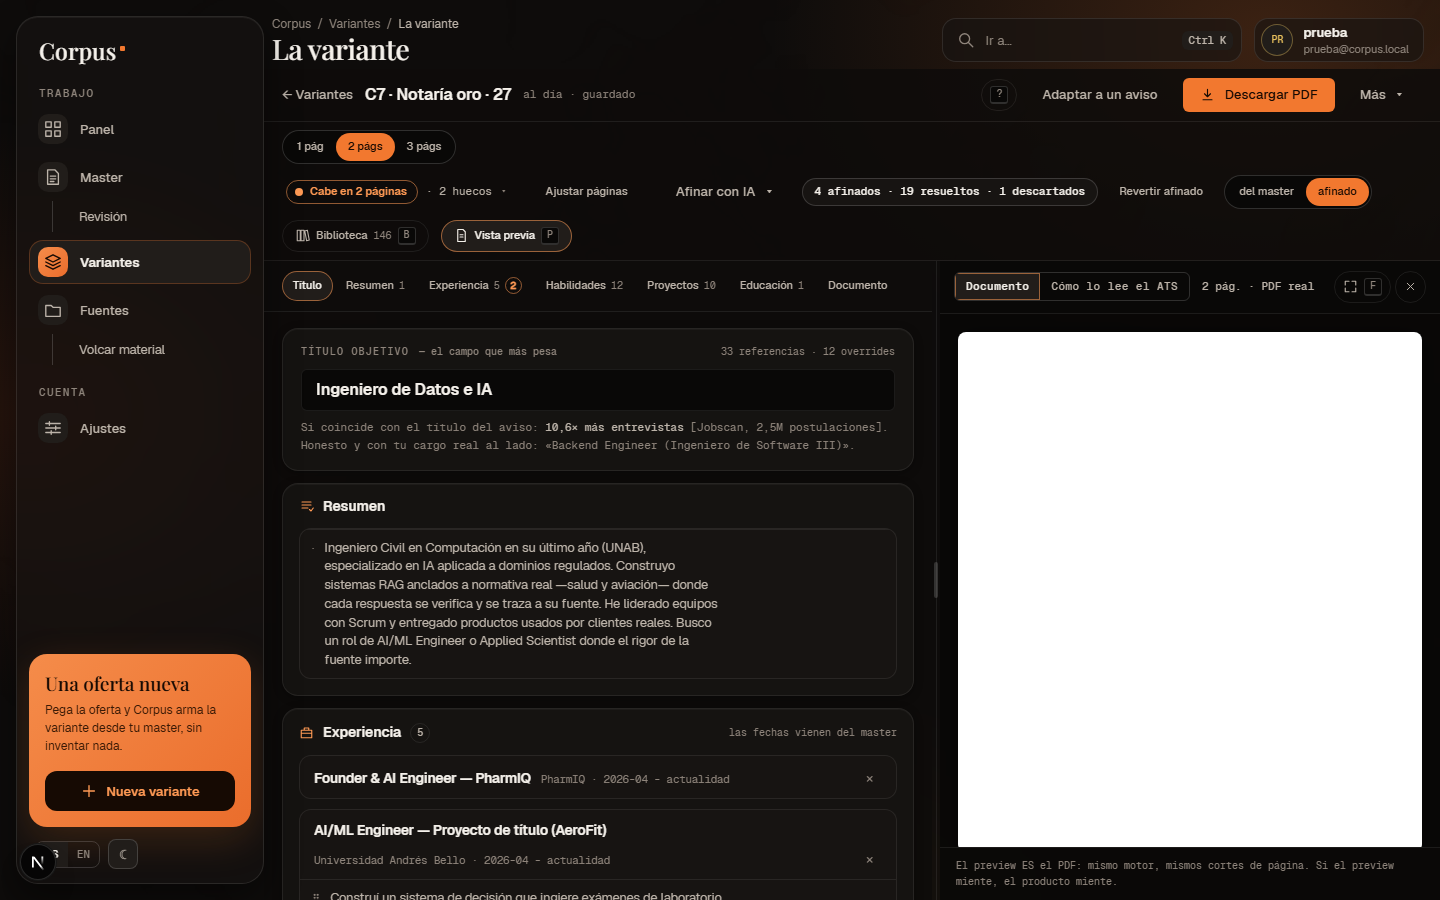 Corpus
TRABAJO
Panel
Master
Revisión
Variantes
Fuentes
Volcar material
CUENTA
Ajustes
Una oferta nueva
Pega la oferta y Corpus arma la
variante desde tu master, sin
inventar nada.
Nueva variante
N
S EN
Corpus / Variantes / La variante
La variante
Ir a...
Ctrl K
PR
prueba
prueba@corpus.local
← Variantes
C7 · Notaría oro · 27
al día · guardado
?
Adaptar a un aviso
Descargar PDF
Más
1 pág
2 págs
3 págs
Cabe en 2 páginas
· 2 huecos
Ajustar páginas
Afinar con IA
4 afinados · 19 resueltos · 1 descartados
Revertir afinado
del master
afinado
Biblioteca 146 B
Vista previa P
Título
Resumen 1
Experiencia 5 2
Habilidades 12
Proyectos 10
Educación 1
Documento
TÍTULO OBJETIVO — el campo que más pesa
33 referencias · 12 overrides
Ingeniero de Datos e IA
Si coincide con el título del aviso: 10,6× más entrevistas [Jobscan, 2,5M postulaciones].
Honesto y con tu cargo real al lado: «Backend Engineer (Ingeniero de Software III)».
Resumen
· Ingeniero Civil en Computación en su último año (UNAB),
especializado en IA aplicada a dominios regulados. Construyo
sistemas RAG anclados a normativa real —salud y aviación— donde
cada respuesta se verifica y se traza a su fuente. He liderado equipos
con Scrum y entregado productos usados por clientes reales. Busco
un rol de AI/ML Engineer o Applied Scientist donde el rigor de la
fuente importe.
Experiencia 5
las fechas vienen del master
Founder & AI Engineer — PharmIQ PharmIQ · 2026-04 – actualidad ×
AI/ML Engineer — Proyecto de título (AeroFit)
Universidad Andrés Bello · 2026-04 – actualidad ×
Construí un sistema de decisión que ingiere exámenes de laboratorio
Documento
Cómo lo lee el ATS
2 pág. · PDF real
F
×
El preview ES el PDF: mismo motor, mismos cortes de página. Si el preview
miente, el producto miente.